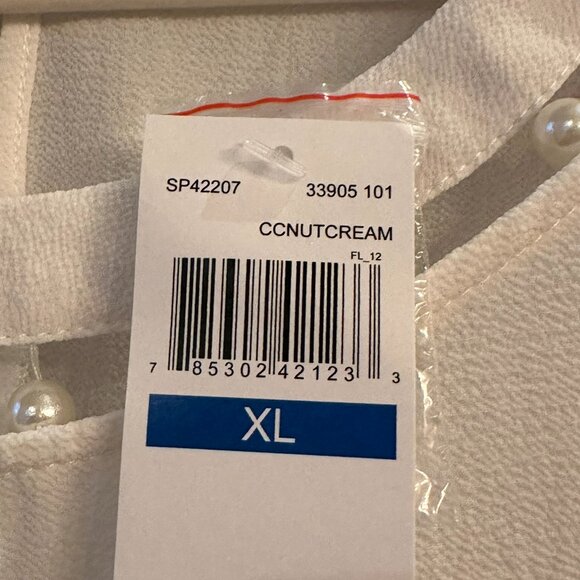 SP42207 33905 101
CCNUTCREAM
FL_12
7 85302 42123 3
XL